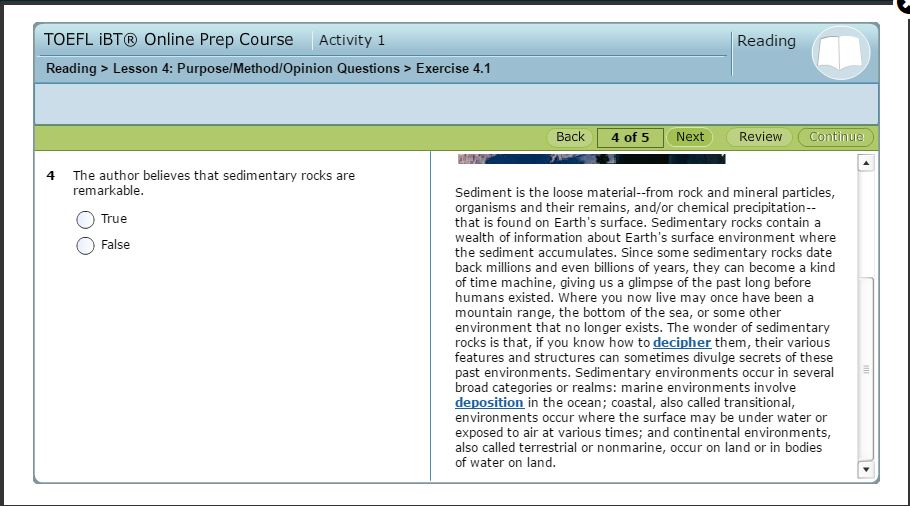 TOEFL iBT® Online Prep Course Activity 1 Reading
Reading > Lesson 4: Purpose/Method/Opinion Questions > Exercise 4.1
Back 4 of 5 Next Review Continue
4 The author believes that sedimentary rocks are
remarkable.
True
False
Sediment is the loose material--from rock and mineral particles,
organisms and their remains, and/or chemical precipitation--
that is found on Earth's surface. Sedimentary rocks contain a
wealth of information about Earth's surface environment where
the sediment accumulates. Since some sedimentary rocks date
back millions and even billions of years, they can become a kind
of time machine, giving us a glimpse of the past long before
humans existed. Where you now live may once have been a
mountain range, the bottom of the sea, or some other
environment that no longer exists. The wonder of sedimentary
rocks is that, if you know how to decipher them, their various
features and structures can sometimes divulge secrets of these
past environments. Sedimentary environments occur in several
broad categories or realms: marine environments involve
deposition in the ocean; coastal, also called transitional,
environments occur where the surface may be under water or
exposed to air at various times; and continental environments,
also called terrestrial or nonmarine, occur on land or in bodies
of water on land.